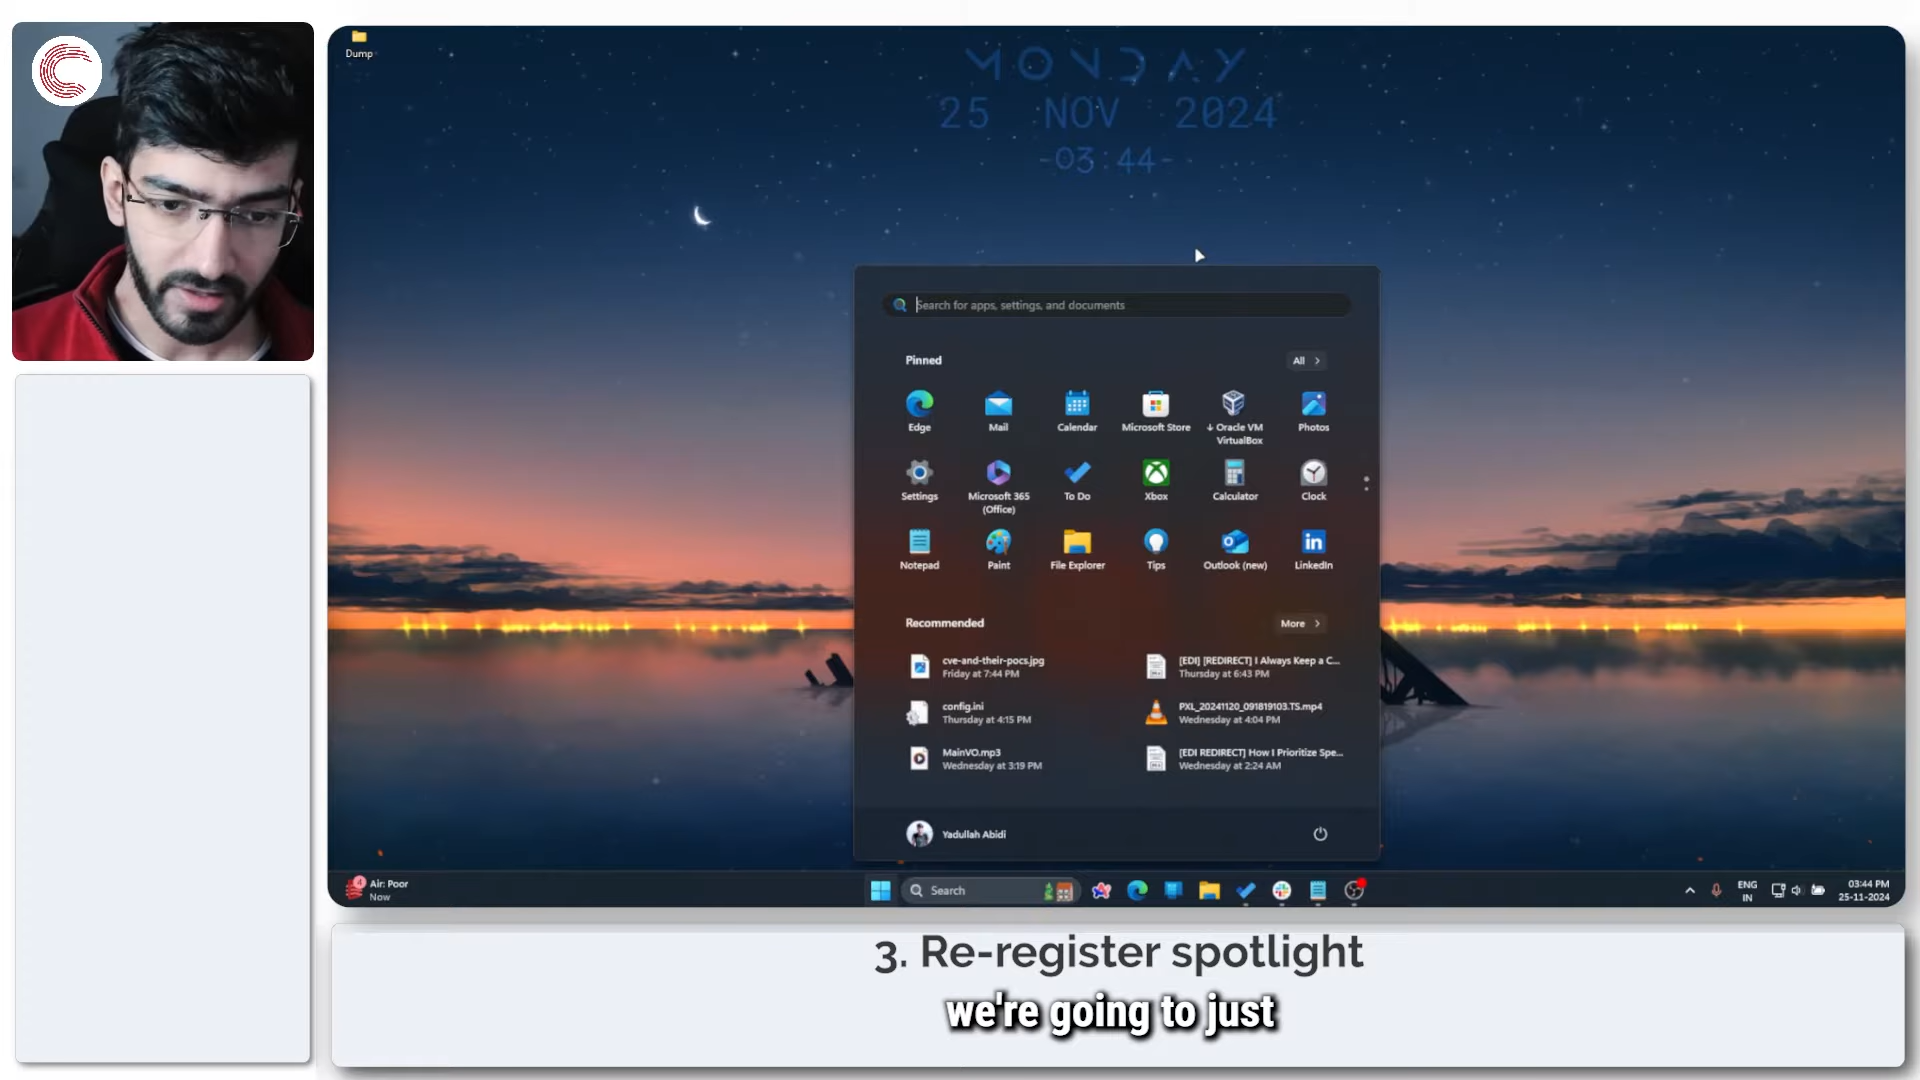 Dump
MONDAY
25 NOV 2024
-03:44-
Search for apps, settings, and documents
Pinned
All
Edge
Mail
Calendar
Microsoft Store
Oracle VM
VirtualBox
Photos
Settings
Microsoft 365
(Office)
To Do
Xbox
Calculator
Clock
Notepad
Paint
File Explorer
Tips
Outlook (new)
LinkedIn
Recommended
More
cve-and-their-pocs.jpg
Friday at 7:44 PM
[EDI] [REDIRECT] I Always Keep a C...
Thursday at 6:43 PM
config.ini
Thursday at 4:15 PM
PXL_20241120_091819103.TS.mp4
Wednesday at 4:04 PM
MainVO.mp3
Wednesday at 3:19 PM
[EDI REDIRECT] How I Prioritize Spe...
Wednesday at 2:24 AM
Yadullah Abidi
4
Air: Poor
Now
Search
ENG
IN
03:44 PM
25-11-2024
3. Re-register spotlight
we're going to just